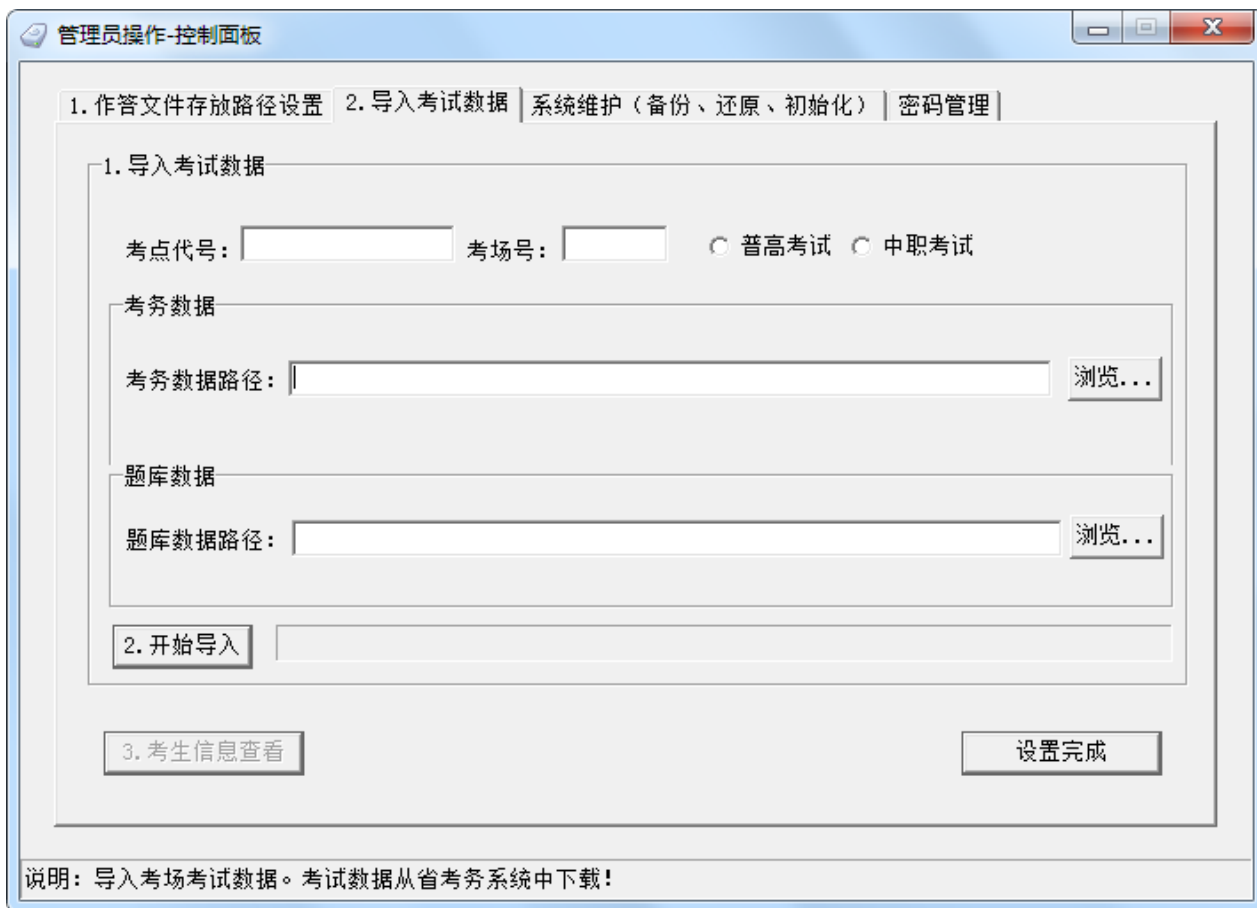 管理员操作-控制面板
1.作答文件存放路径设置 2.导入考试数据 系统维护（备份、还原、初始化） 密码管理
1.导入考试数据
考点代号: 考场号: 普高考试 中职考试
考务数据
考务数据路径: 浏览...
题库数据
题库数据路径: 浏览...
2.开始导入
3.考生信息查看 设置完成
说明: 导入考场考试数据。考试数据从省考务系统中下载!